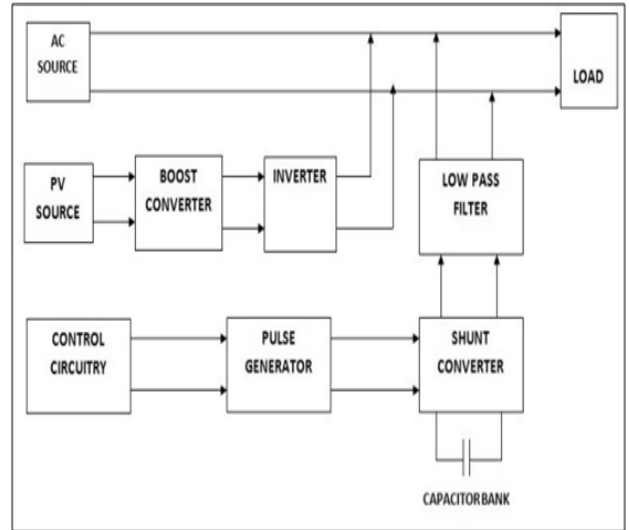 AC
SOURCE
LOAD
PV
SOURCE
BOOST
CONVERTER
INVERTER
LOW PASS
FILTER
CONTROL
CIRCUITRY
PULSE
GENERATOR
SHUNT
CONVERTER
CAPACITOR BANK